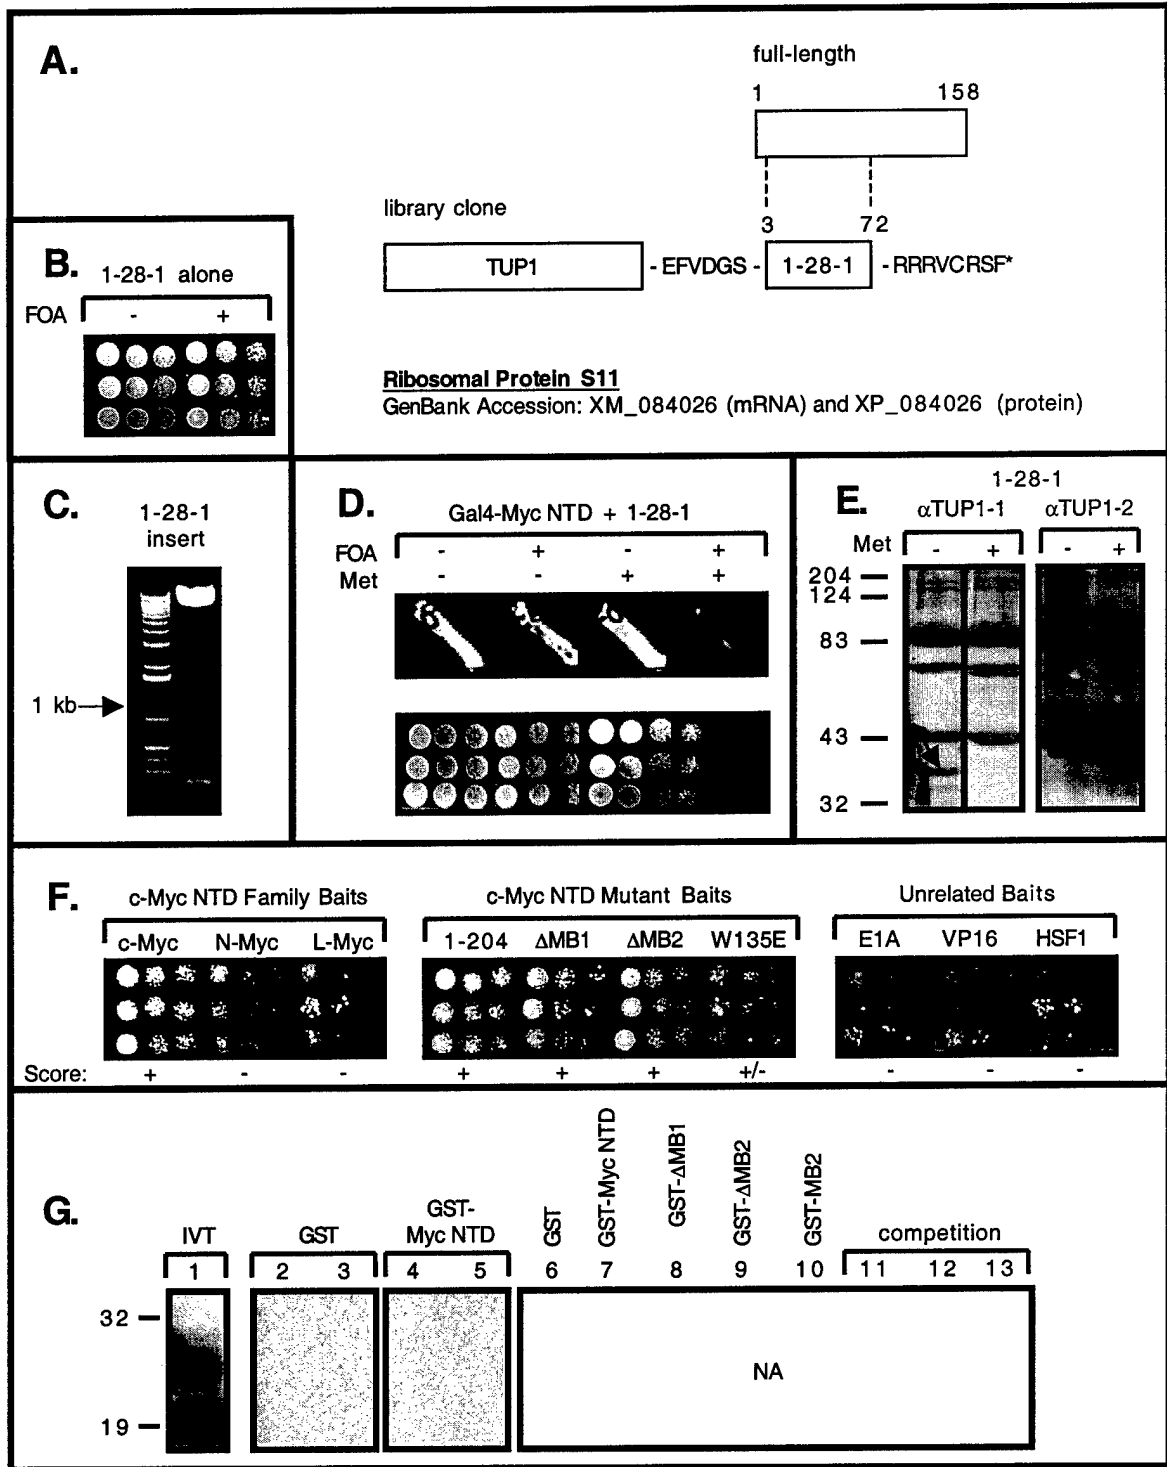 A.
full-length
1 158
library clone
3 72
TUP1 - EFVDGS - 1-28-1 - RRRVCRSF*
Ribosomal Protein S11
GenBank Accession: XM_084026 (mRNA) and XP_084026 (protein)
B.
1-28-1 alone
FOA - +
C.
1-28-1
insert
1 kb
D.
Gal4-Myc NTD + 1-28-1
FOA - + - +
Met - - + +
E.
1-28-1
αTUP1-1 αTUP1-2
Met - + - +
204
124
83
43
32
F.
c-Myc NTD Family Baits
c-Myc N-Myc L-Myc
c-Myc NTD Mutant Baits
1-204 ΔMB1 ΔMB2 W135E
Unrelated Baits
E1A VP16 HSF1
Score: + - - + + + +/- - - -
G.
IVT
GST
GST-
Myc NTD
GST
GST-Myc NTD
GST-ΔMB1
GST-ΔMB2
GST-MB2
competition
1 2 3 4 5 6 7 8 9 10 11 12 13
32
19
NA